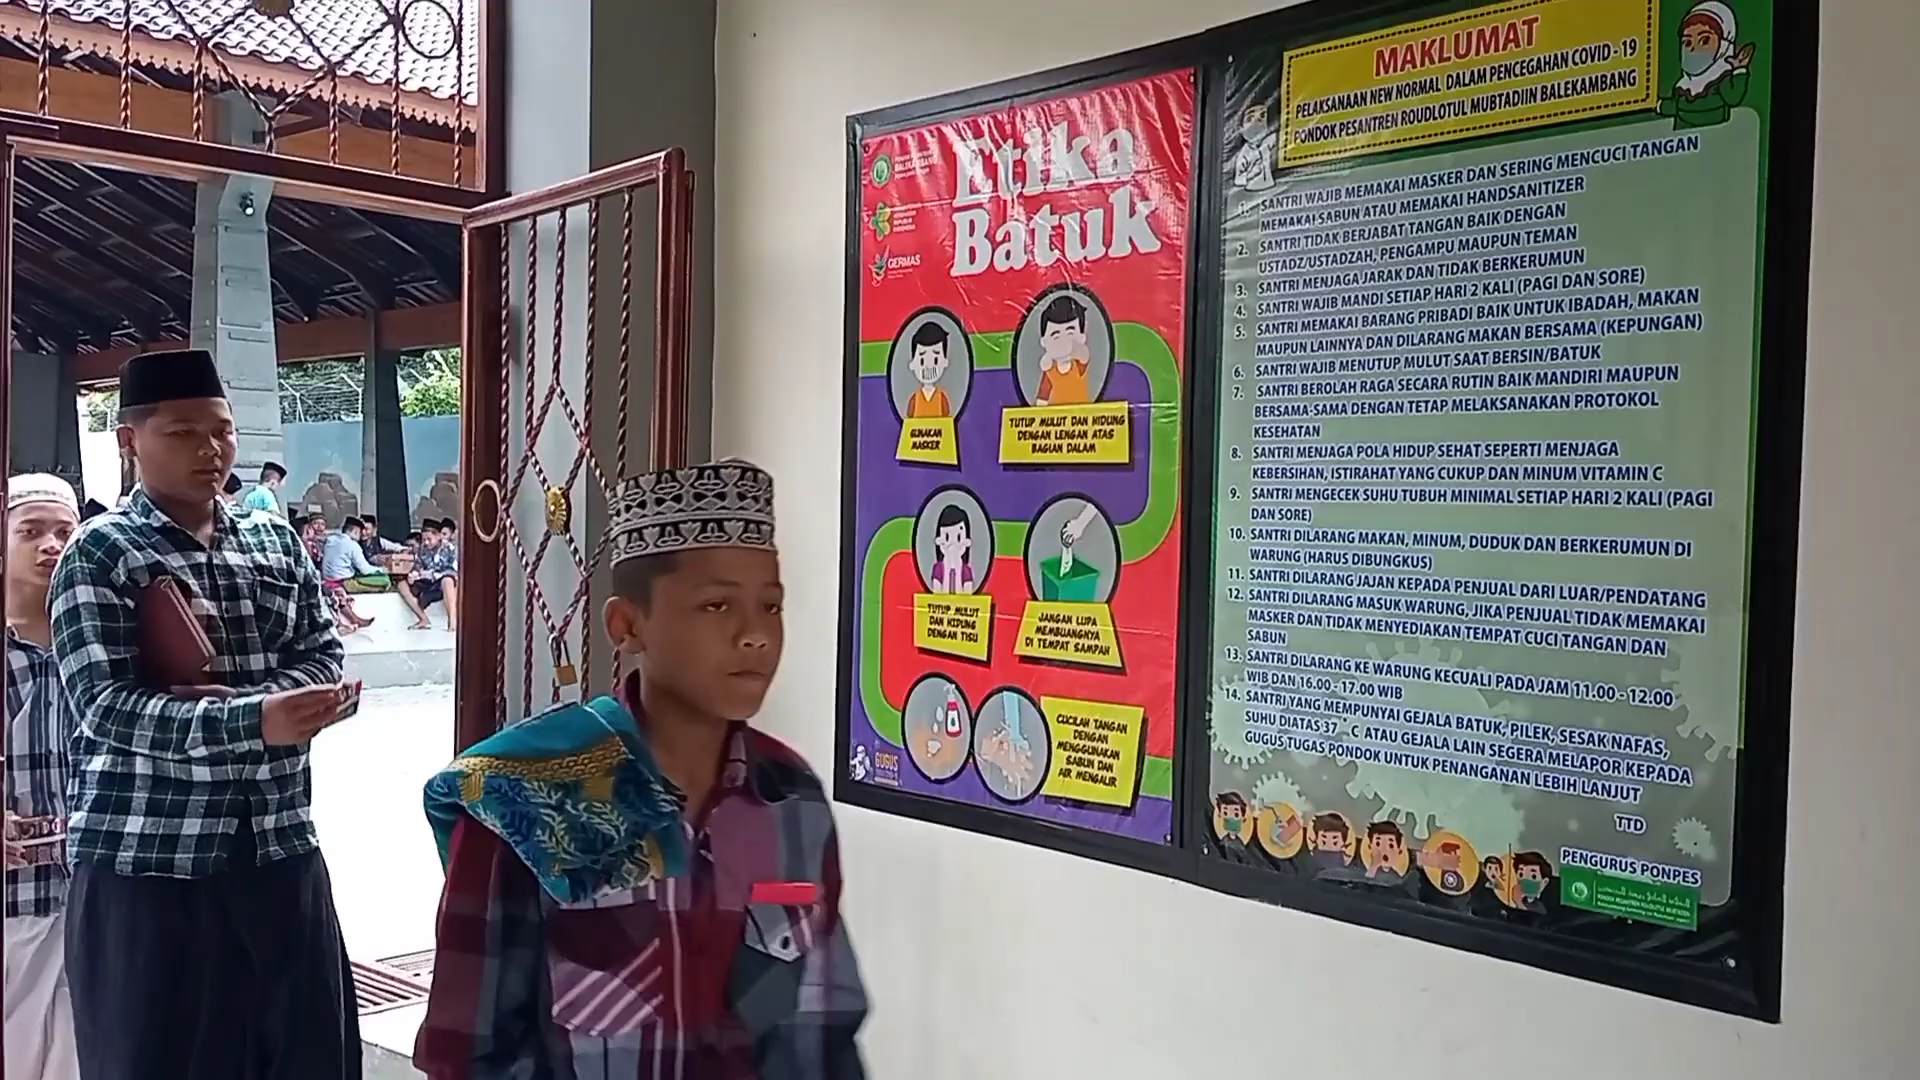 Etika
Batuk
BALEKAMBANG
KEMENTERIAN
KESEHATAN
REPUBLIK
INDONESIA
GERMAS
GUNAKAN
MASKER
TUTUP MULUT DAN HIDUNG
DENGAN LENGAN ATAS
BAGIAN DALAM
TUTUP MULUT
DAN HIDUNG
DENGAN TISU
JANGAN LUPA
MEMBUANGNYA
DI TEMPAT SAMPAH
CUCILAH TANGAN
DENGAN
MENGGUNAKAN
SABUN DAN
AIR MENGALIR
GUGUS
MAKLUMAT
PELAKSANAAN NEW NORMAL DALAM PENCEGAHAN COVID - 19
PONDOK PESANTREN ROUDLOTUL MUBTADIIN BALEKAMBANG
1. SANTRI WAJIB MEMAKAI MASKER DAN SERING MENCUCI TANGAN
MEMAKAI SABUN ATAU MEMAKAI HANDSANITIZER
2. SANTRI TIDAK BERJABAT TANGAN BAIK DENGAN
USTADZ/USTADZAH, PENGAMPU MAUPUN TEMAN
3. SANTRI MENJAGA JARAK DAN TIDAK BERKERUMUN
4. SANTRI WAJIB MANDI SETIAP HARI 2 KALI (PAGI DAN SORE)
5. SANTRI MEMAKAI BARANG PRIBADI BAIK UNTUK IBADAH, MAKAN
MAUPUN LAINNYA DAN DILARANG MAKAN BERSAMA (KEPUNGAN)
6. SANTRI WAJIB MENUTUP MULUT SAAT BERSIN/BATUK
7. SANTRI BEROLAH RAGA SECARA RUTIN BAIK MANDIRI MAUPUN
BERSAMA-SAMA DENGAN TETAP MELAKSANAKAN PROTOKOL
KESEHATAN
8. SANTRI MENJAGA POLA HIDUP SEHAT SEPERTI MENJAGA
KEBERSIHAN, ISTIRAHAT YANG CUKUP DAN MINUM VITAMIN C
9. SANTRI MENGECEK SUHU TUBUH MINIMAL SETIAP HARI 2 KALI (PAGI
DAN SORE)
10. SANTRI DILARANG MAKAN, MINUM, DUDUK DAN BERKERUMUN DI
WARUNG (HARUS DIBUNGKUS)
11. SANTRI DILARANG JAJAN KEPADA PENJUAL DARI LUAR/PENDATANG
12. SANTRI DILARANG MASUK WARUNG, JIKA PENJUAL TIDAK MEMAKAI
MASKER DAN TIDAK MENYEDIAKAN TEMPAT CUCI TANGAN DAN
SABUN
13. SANTRI DILARANG KE WARUNG KECUALI PADA JAM 11.00 - 12.00
WIB DAN 16.00 - 17.00 WIB
14. SANTRI YANG MEMPUNYAI GEJALA BATUK, PILEK, SESAK NAFAS,
SUHU DIATAS 37 ° C ATAU GEJALA LAIN SEGERA MELAPOR KEPADA
GUGUS TUGAS PONDOK UNTUK PENANGANAN LEBIH LANJUT
TTD
PENGURUS PONPES
PONDOK PESANTREN ROUDLOTUL MUBTADIIN